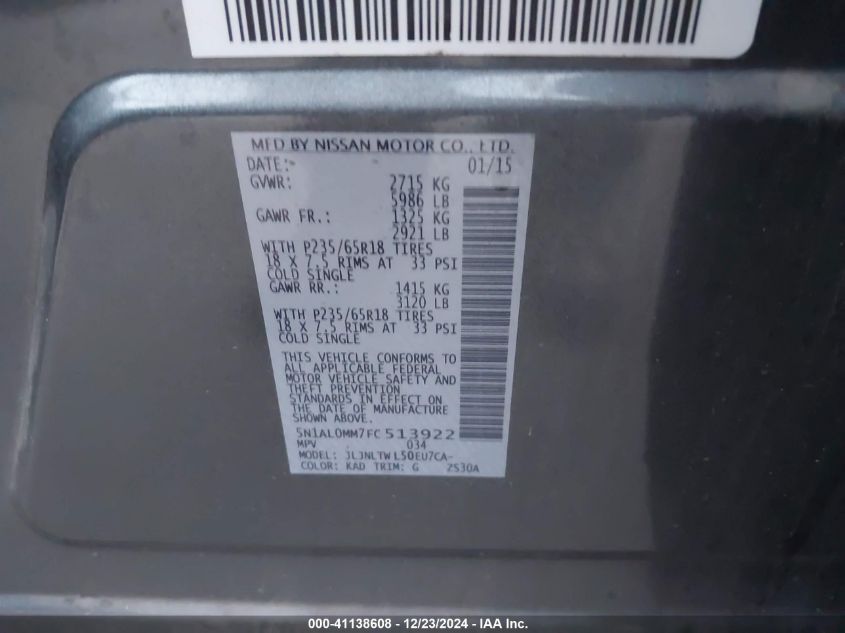 MFD BY NISSAN MOTOR CO., LTD.
DATE: 01/15
GVWR: 2715 KG
5986 LB
GAWR FR.: 1325 KG
2921 LB
WITH P235/65R18 TIRES
18 X 7.5 RIMS AT 33 PSI
COLD SINGLE
GAWR RR.: 1415 KG
3120 LB
WITH P235/65R18 TIRES
18 X 7.5 RIMS AT 33 PSI
COLD SINGLE
THIS VEHICLE CONFORMS TO
ALL APPLICABLE FEDERAL
MOTOR VEHICLE SAFETY AND
THEFT PREVENTION
STANDARDS IN EFFECT ON
THE DATE OF MANUFACTURE
SHOWN ABOVE.
5N1AL0MM7FC513922
MPV 034
MODEL: JLJNLTWL50EU7CA-
COLOR: KAD TRIM: G 2S30A
000-41138608 - 12/23/2024 - IAA Inc.